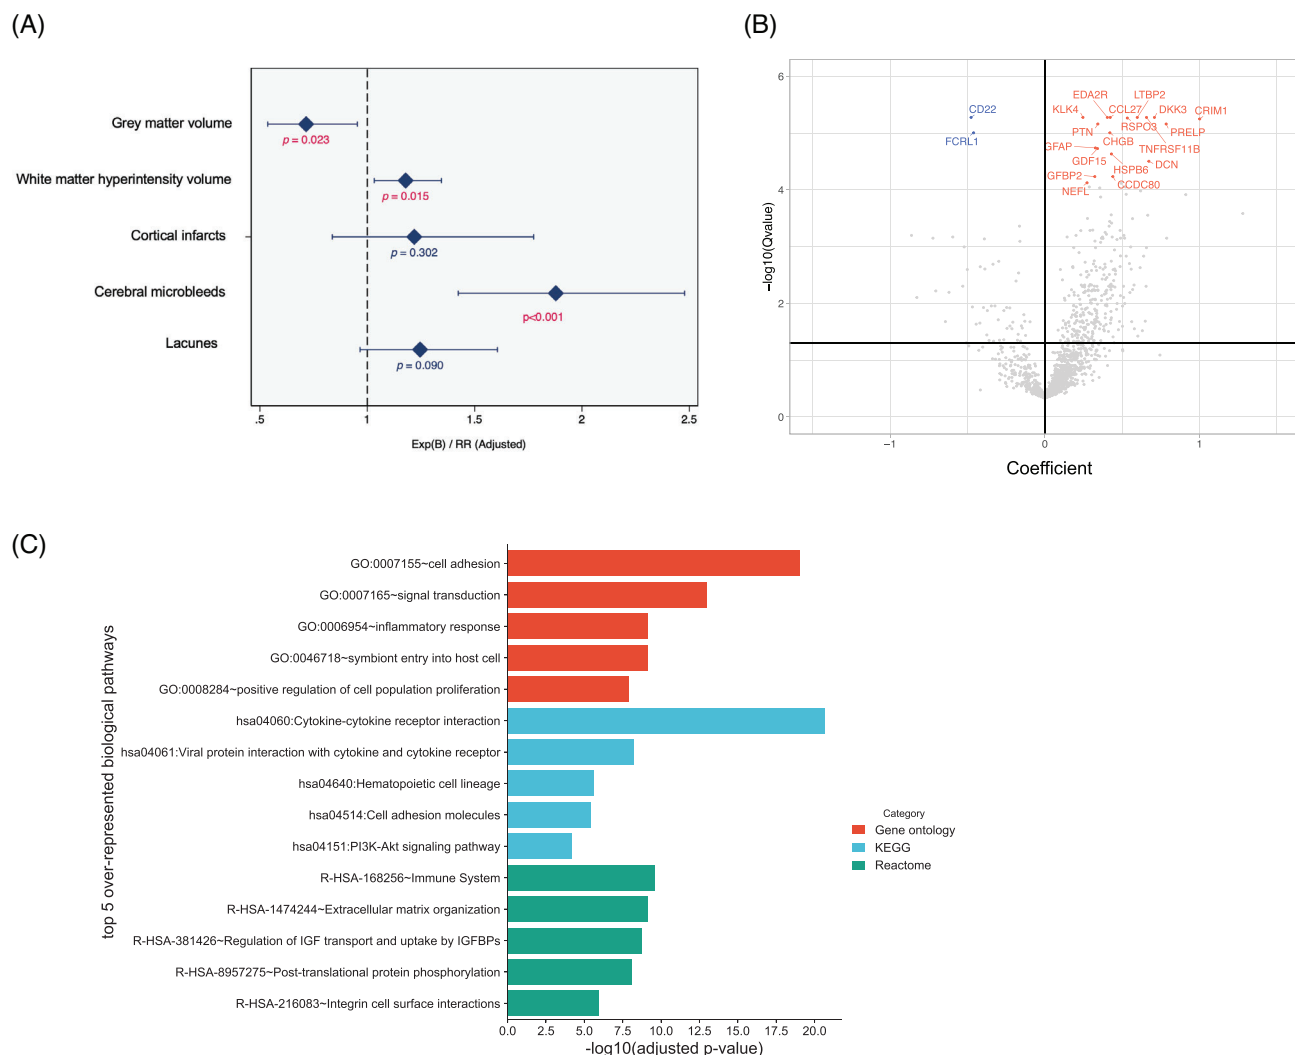 (A)
Grey matter volume
p = 0.023
White matter hyperintensity volume
p = 0.015
Cortical infarcts
p = 0.302
Cerebral microbleeds
p<0.001
Lacunes
p = 0.090
.5 1 1.5 2 2.5
Exp(B) / RR (Adjusted)
(B)
−log10(Qvalue)
6
4
2
0
CD22
FCRL1
EDA2R
LTBP2
KLK4
CCL27
DKK3
CRIM1
PTN
RSPO3
PRELP
GFAP
CHGB
TNFRSF11B
GDF15
HSPB6
DCN
GFBP2
CCDC80
NEFL
−1 0 1
Coefficient
(C)
top 5 over-represented biological pathways
GO:0007155~cell adhesion
GO:0007165~signal transduction
GO:0006954~inflammatory response
GO:0046718~symbiont entry into host cell
GO:0008284~positive regulation of cell population proliferation
hsa04060:Cytokine-cytokine receptor interaction
hsa04061:Viral protein interaction with cytokine and cytokine receptor
hsa04640:Hematopoietic cell lineage
hsa04514:Cell adhesion molecules
hsa04151:PI3K-Akt signaling pathway
R-HSA-168256~Immune System
R-HSA-1474244~Extracellular matrix organization
R-HSA-381426~Regulation of IGF transport and uptake by IGFBPs
R-HSA-8957275~Post-translational protein phosphorylation
R-HSA-216083~Integrin cell surface interactions
0.0 2.5 5.0 7.5 10.0 12.5 15.0 17.5 20.0
-log10(adjusted p-value)
Category
Gene ontology
KEGG
Reactome